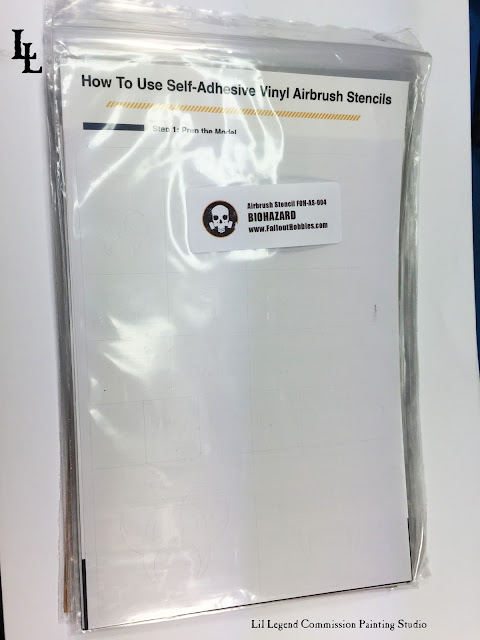 LL
How To Use Self-Adhesive Vinyl Airbrush Stencils
Step 1: Prep the Model
Airbrush Stencil FOH-AS-004
BIOHAZARD
www.FalloutHobbies.com
Lil Legend Commission Painting Studio